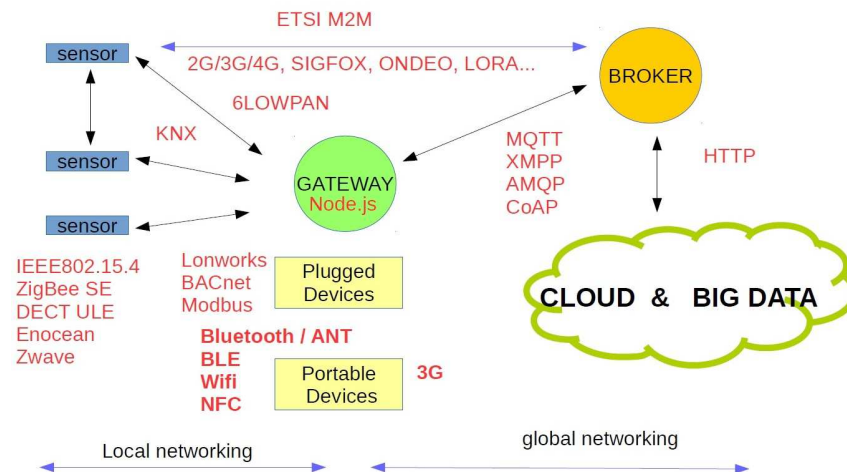 ETSI M2M
sensor
2G/3G/4G, SIGFOX, ONDEO, LORA...
BROKER
6LOWPAN
KNX
sensor
MQTT
XMPP
AMQP
CoAP
HTTP
GATEWAY
Node.js
sensor
IEEE802.15.4
ZigBee SE
DECT ULE
Enocean
Zwave
Lonworks
BACnet
Modbus
Plugged
Devices
CLOUD & BIG DATA
Bluetooth / ANT
BLE
Wifi
NFC
Portable
Devices
3G
Local networking
global networking